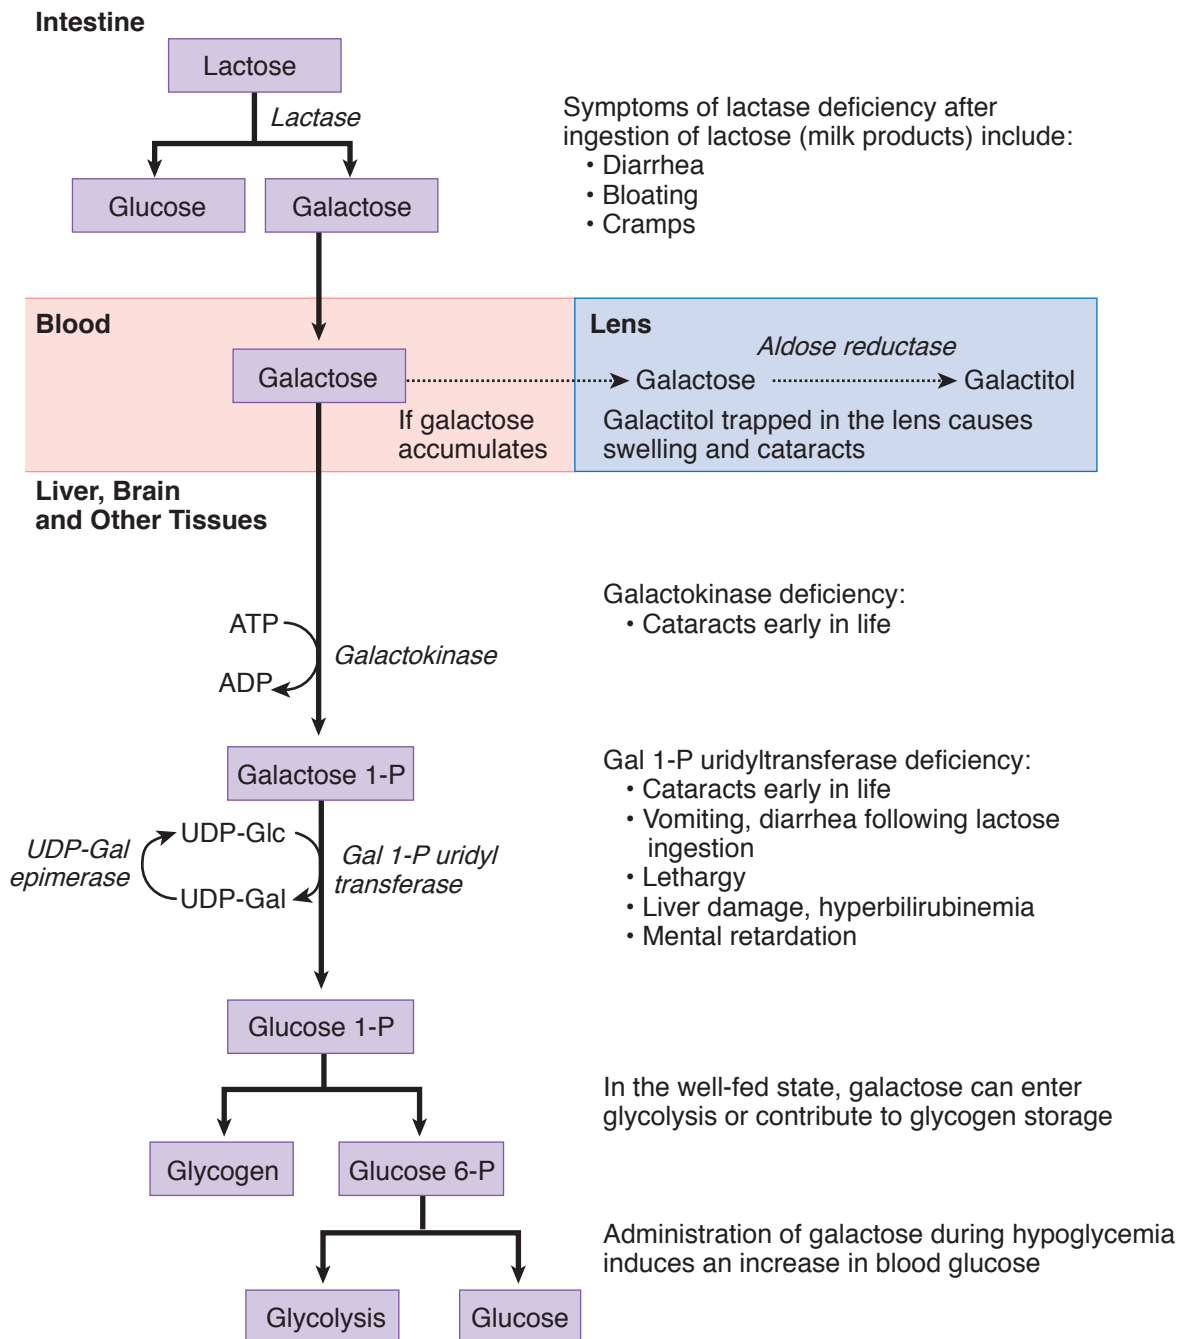 Intestine
Lactose
Lactase
Glucose
Galactose
Symptoms of lactase deficiency after
ingestion of lactose (milk products) include:
• Diarrhea
• Bloating
• Cramps
Blood
Galactose
If galactose
accumulates
Lens
Aldose reductase
Galactose
Galactitol
Galactitol trapped in the lens causes
swelling and cataracts
Liver, Brain
and Other Tissues
ATP
ADP
Galactokinase
Galactokinase deficiency:
• Cataracts early in life
Galactose 1-P
UDP-Gal
epimerase
UDP-Glc
UDP-Gal
Gal 1-P uridyl
transferase
Gal 1-P uridyltransferase deficiency:
• Cataracts early in life
• Vomiting, diarrhea following lactose
ingestion
• Lethargy
• Liver damage, hyperbilirubinemia
• Mental retardation
Glucose 1-P
Glycogen
Glucose 6-P
In the well-fed state, galactose can enter
glycolysis or contribute to glycogen storage
Glycolysis
Glucose
Administration of galactose during hypoglycemia
induces an increase in blood glucose